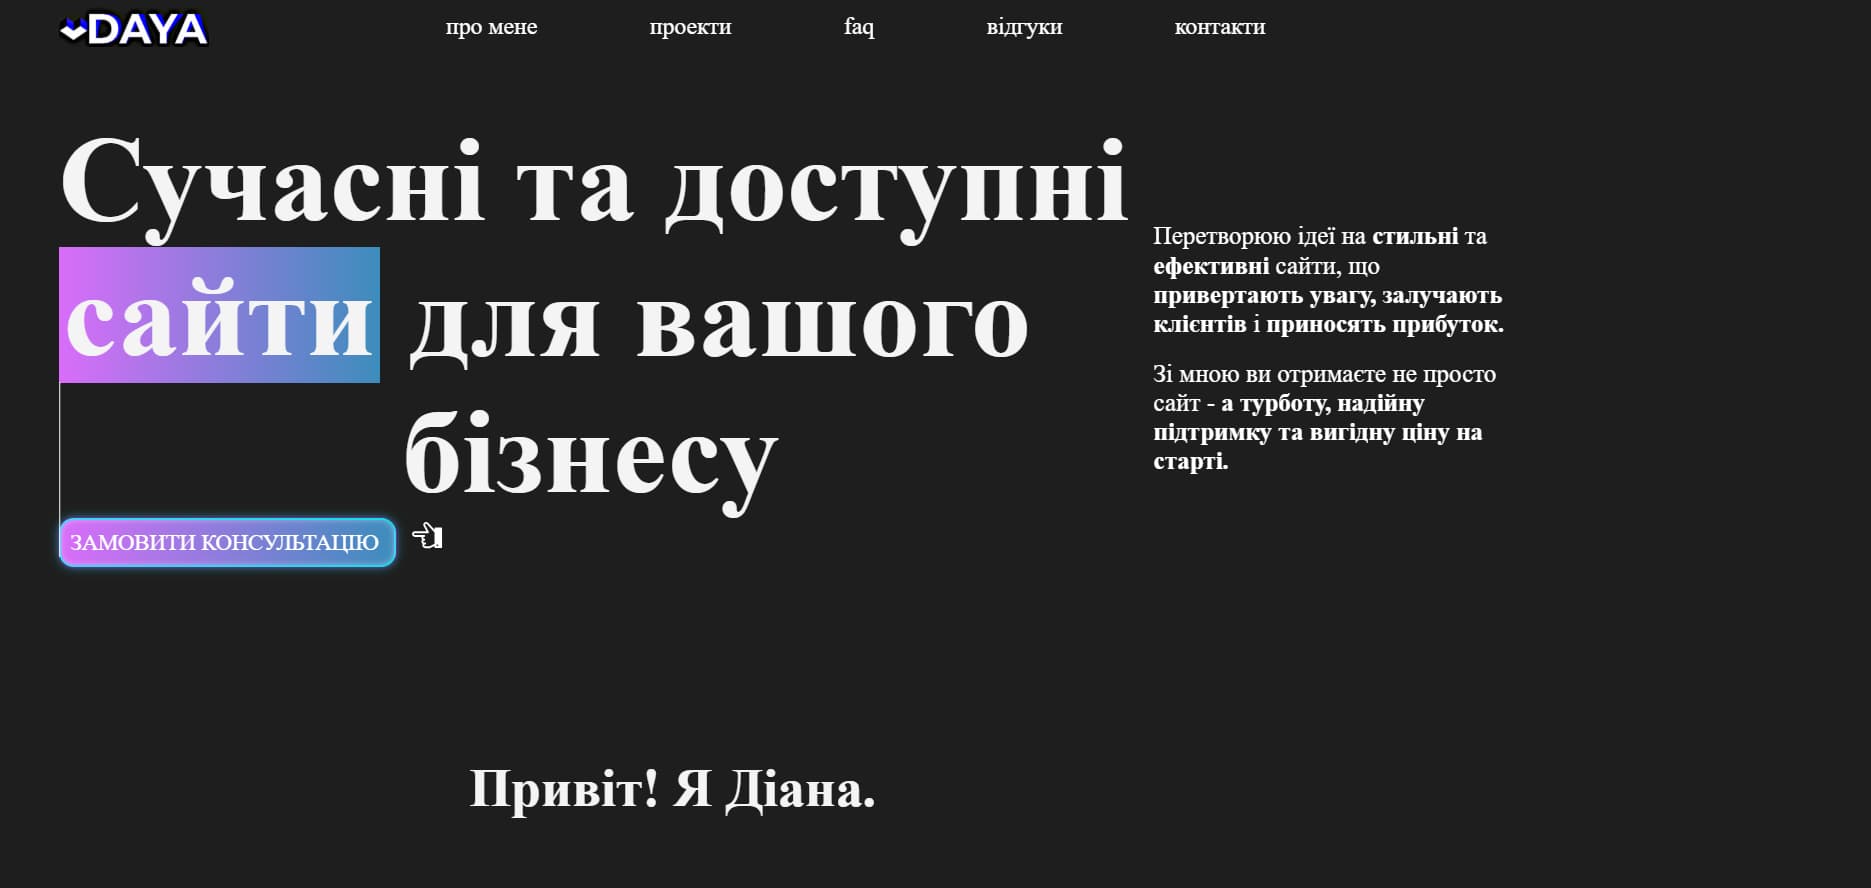 DAYA
про мене проекти faq відгуки контакти
Сучасні та доступні
сайти для вашого
бізнесу
Перетворюю ідеї на стильні та
ефективні сайти, що
привертають увагу, залучають
клієнтів і приносять прибуток.
Зі мною ви отримаєте не просто
сайт - а турботу, надійну
підтримку та вигідну ціну на
старті.
ЗАМОВИТИ КОНСУЛЬТАЦІЮ
Привіт! Я Діана.